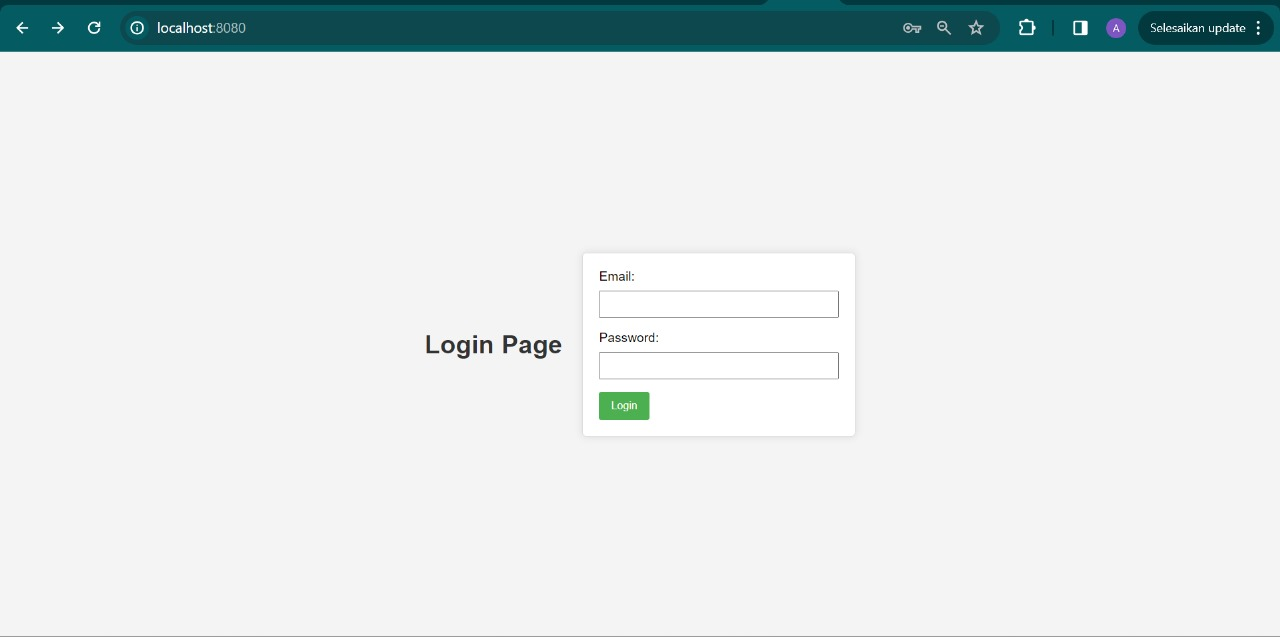 localhost:8080
A
Selesaikan update
Email:
Password:
Login Page
Login